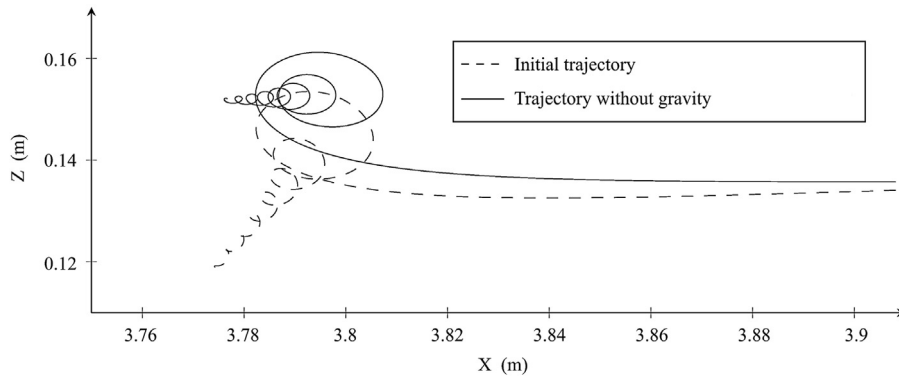 0.16
0.14
0.12
Z (m)
Initial trajectory
Trajectory without gravity
3.76 3.78 3.8 3.82 3.84 3.86 3.88 3.9
X (m)